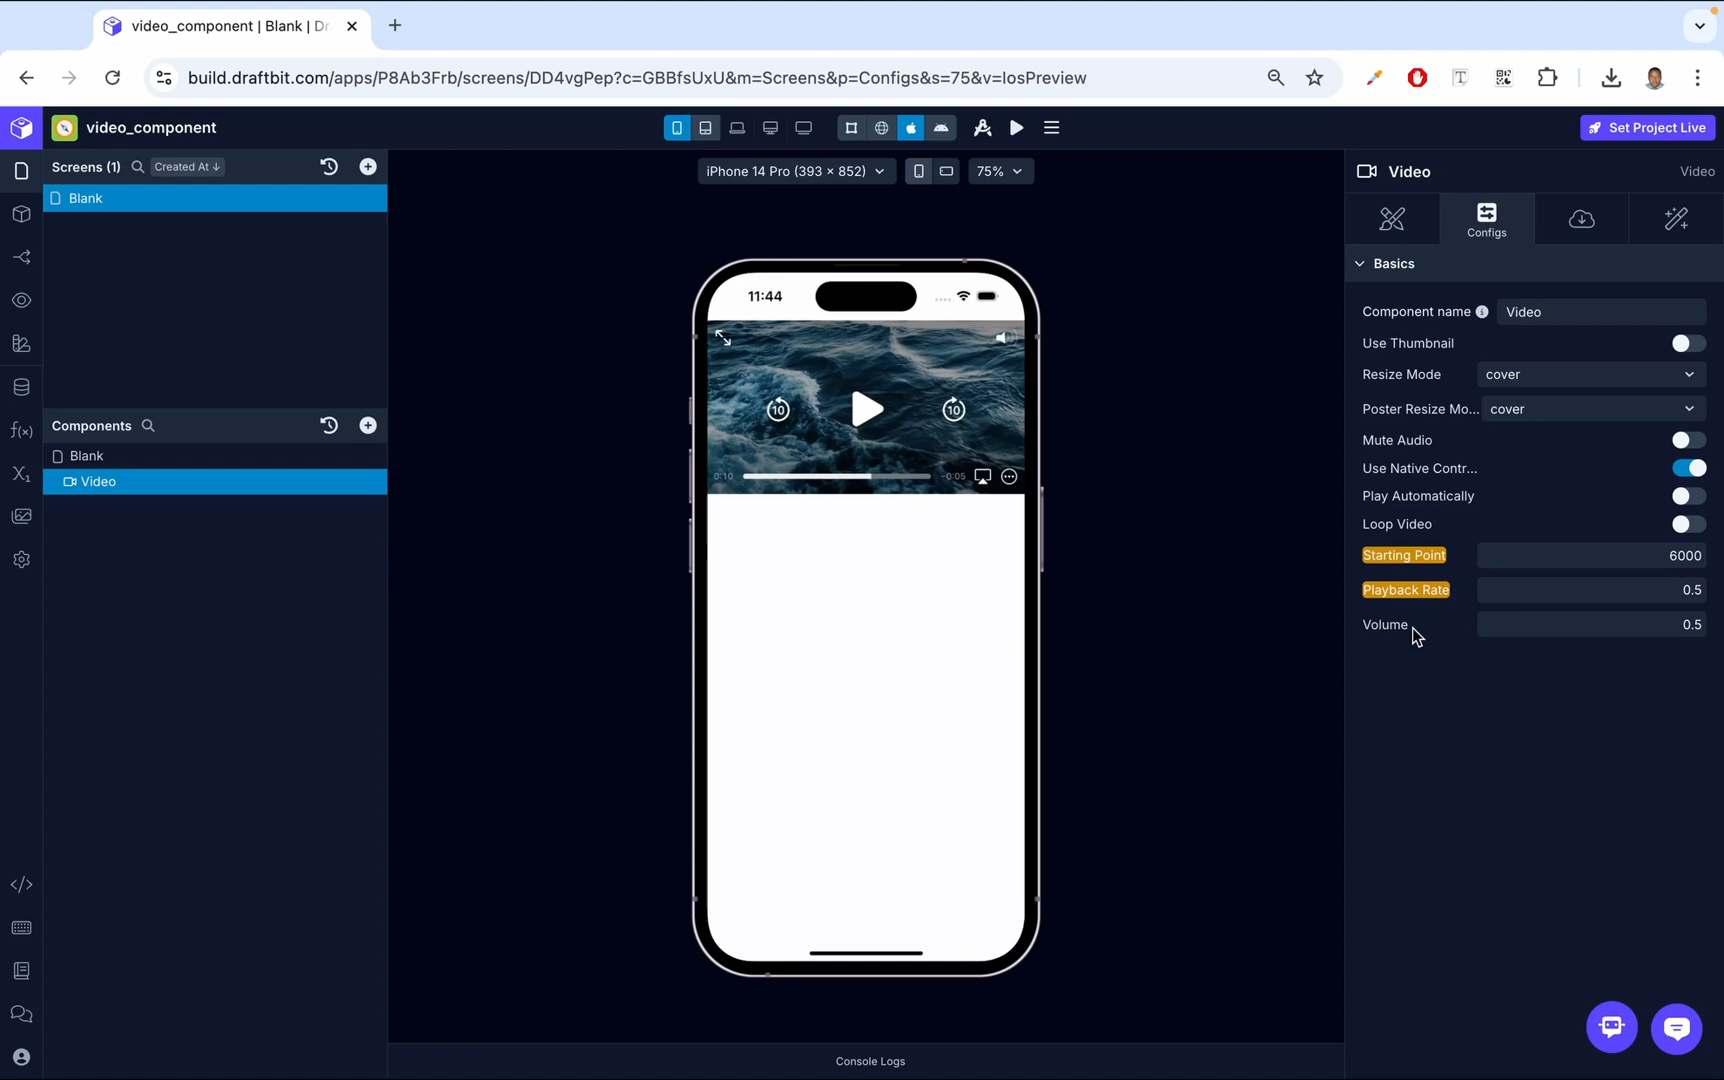 video_component | Blank | Dr
build.draftbit.com/apps/P8Ab3Frb/screens/DD4vgPep?c=GBBfsUxU&m=Screens&p=Configs&s=75&v=IosPreview
video_component
Set Project Live
Screens (1)
Created At ↓
Blank
iPhone 14 Pro (393 × 852)
75%
Video
Video
Configs
Basics
Component name
Video
Use Thumbnail
Resize Mode
cover
Poster Resize Mo...
cover
Mute Audio
Use Native Contr...
Play Automatically
Loop Video
Starting Point
6000
Playback Rate
0.5
Volume
0.5
Components
Blank
Video
f(x)
X1
11:44
10
10
0:10
-0:05
Console Logs